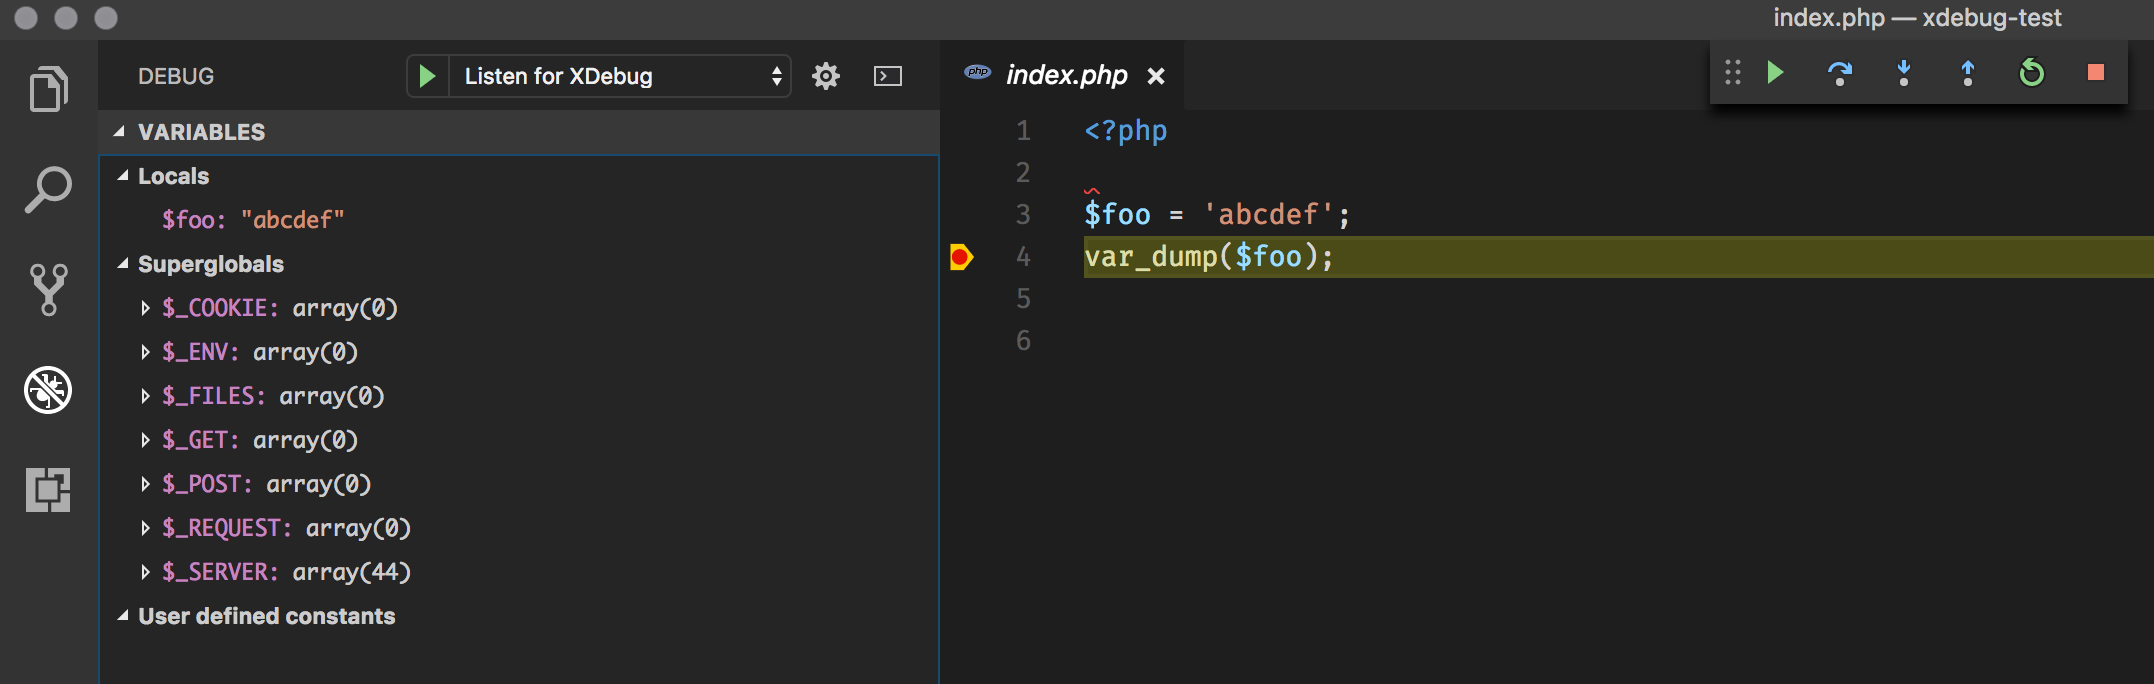 index.php — xdebug-test
DEBUG
Listen for XDebug
VARIABLES
Locals
$foo: "abcdef"
Superglobals
$_COOKIE: array(0)
$_ENV: array(0)
$_FILES: array(0)
$_GET: array(0)
$_POST: array(0)
$_REQUEST: array(0)
$_SERVER: array(44)
User defined constants
php index.php
1 <?php
2
3 $foo = 'abcdef';
4 var_dump($foo);
5
6